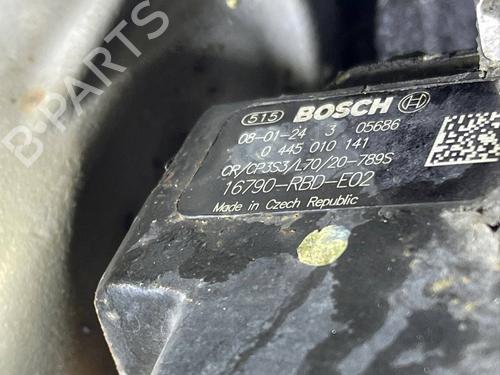 B-PARTS
515 BOSCH
08-01-24 3 05686
0 445 010 141
CR/CP3S3/L70/20-789S
16790-RBD-E02
Made in Czech Republic